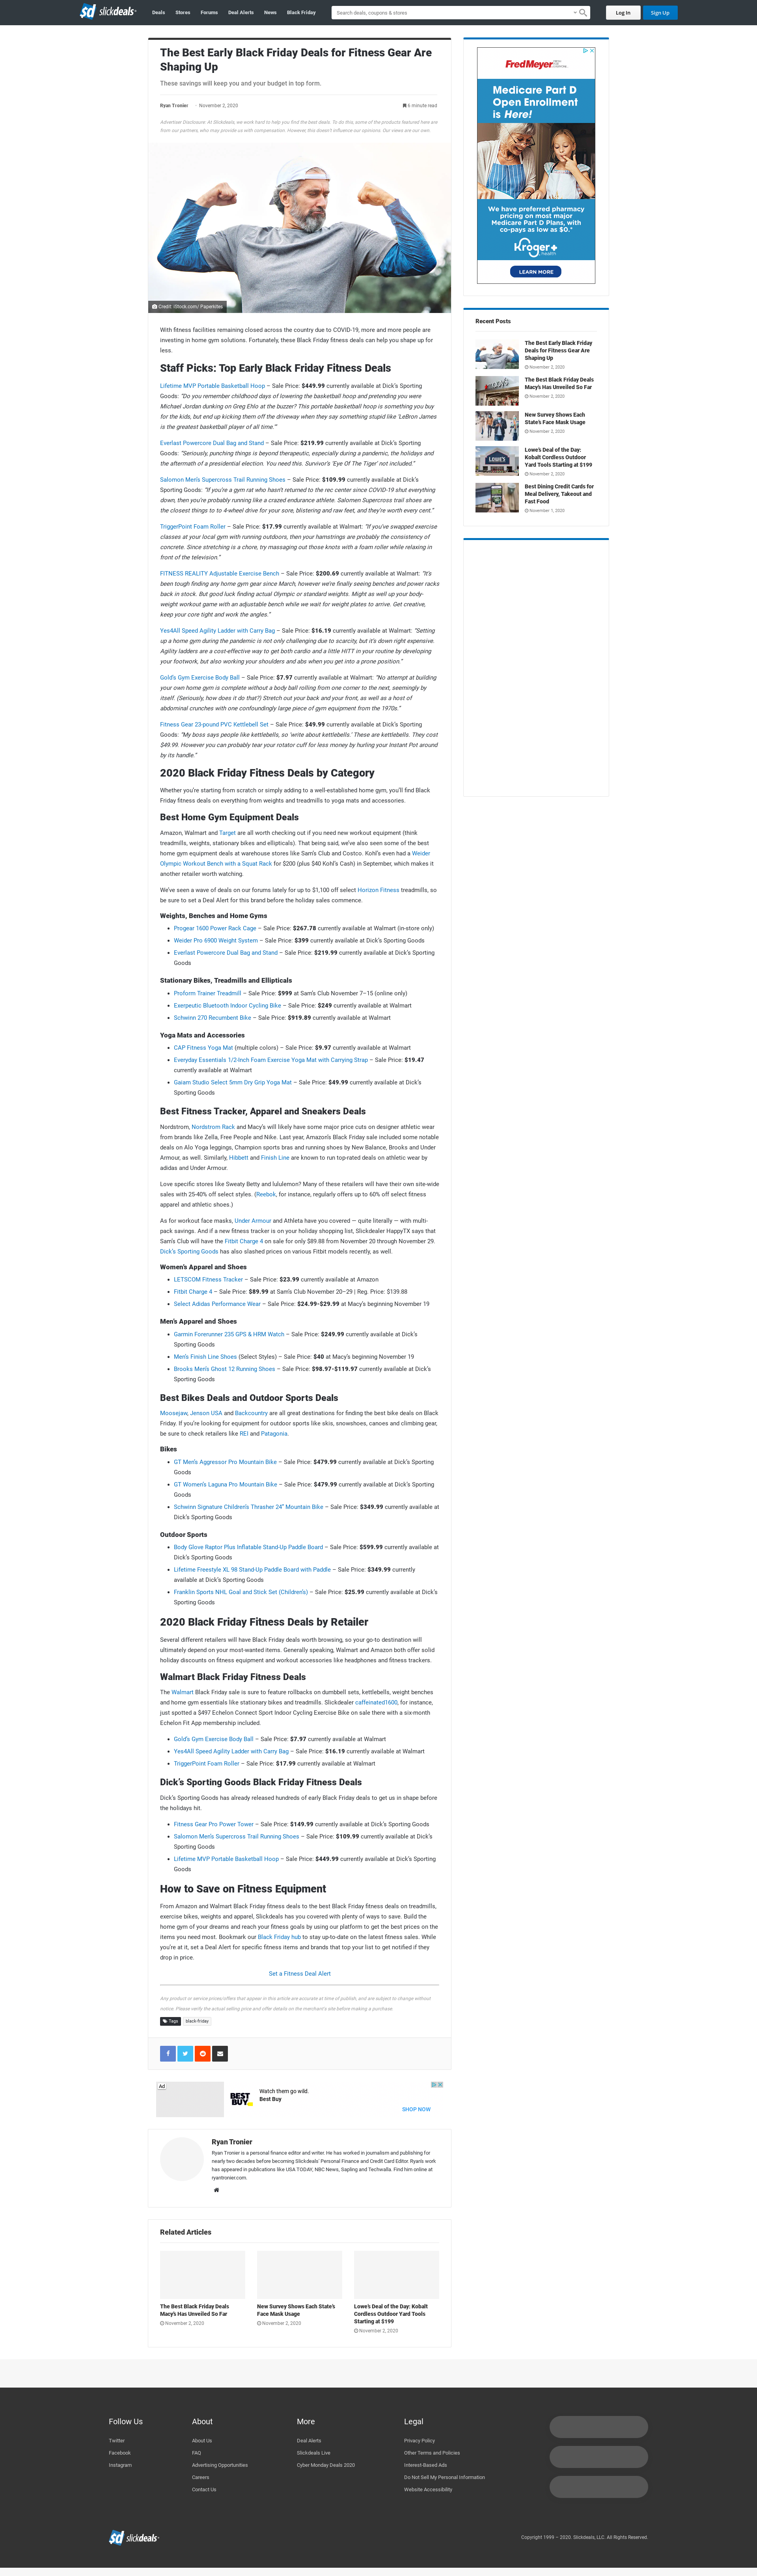 slickdeals
Deals
Stores
Forums
Deal Alerts
News
Black Friday
Search deals, coupons & stores
Log In
Sign Up
The Best Early Black Friday Deals for Fitness Gear Are
Shaping Up
These savings will keep you and your budget in top form.
Ryan Tronier
November 2, 2020
6 minute read
Advertiser Disclosure: At Slickdeals, we work hard to help you find the best deals. To do this, some of the products featured here are
from our partners, who may provide us with compensation. However, this doesn't influence our opinions. Our views are our own.
Credit: iStock.com/ Paperkites
With fitness facilities remaining closed across the country due to COVID-19, more and more people are
investing in home gym solutions. Fortunately, these Black Friday fitness deals can help you shape up for
less.
Staff Picks: Top Early Black Friday Fitness Deals
Lifetime MVP Portable Basketball Hoop – Sale Price: $449.99 currently available at Dick's Sporting
Goods: "Do you remember childhood days of lowering the basketball hoop and pretending you were
Michael Jordan dunking on Greg Ehlo at the buzzer? This portable basketball hoop is something you buy
for the kids, but end up kicking them off the driveway when they say something stupid like 'LeBron James
is the greatest of all time.'"
Everlast Powercore Dual Bag and Stand – Sale Price: $219.99 currently available at Dick's Sporting
Goods: "Seriously, punching things is beyond therapeutic considering the lockdowns, the holidays and
the aftermath of a presidential election. You need this. Survivor's 'Eye Of The Tiger' not included."
Salomon Men's Supercross Trail Running Shoes – Sale Price: $109.99 currently available at Dick's
Sporting Goods: "If you're a gym rat who hasn't returned to the rec center since COVID-19 shut everything
down, then you're probably running like a crazed endurance athlete. Salomon Supercross trail shoes are
the closest things to a 4-wheel drive for your sore, blistering road feet, and they're worth every cent."
TriggerPoint Foam Roller – Sale Price: $17.99 currently available at Walmart: "If you've swapped exercise
classes at your local gym with running outdoors, then your hamstrings are probably the consistency of
concrete. Since massage is a chore, try massaging out those knots with a foam roller while relaxing in
front of the television."
FITNESS REALITY Adjustable Exercise Bench – Sale Price: $200.69 currently available at Walmart: "It's
been tough finding any home gym gear since March, however we're finally seeing benches and power racks
back in stock. But good luck finding actual Olympic or standard weights. Might as well up your body-
weight workout game with an adjustable bench while we wait for weight plates to arrive. Get creative,
keep your core tight and work the angles."
Yes4All Speed Agility Ladder with Carry Bag – Sale Price: $16.19 currently available at Walmart: "Setting
up a home gym during the pandemic is not only challenging due to scarcity, but it's damn right expensive.
Agility ladders are a cost-effective way to get both cardio and a little HITT in your routine by developing
your footwork, but also working your shoulders and abs when you get into a prone position."
Gold's Gym Exercise Body Ball – Sale Price: $7.97 currently available at Walmart: "No attempt at building
your own home gym is complete without a body ball rolling from one corner to the next, seemingly by
itself. (Seriously, how does it do that?) Stretch out your back and your front, as well as a host of
abdominal crunches with one confoundingly large piece of gym equipment from the 1970s."
Fitness Gear 23-pound PVC Kettlebell Set – Sale Price: $49.99 currently available at Dick's Sporting
Goods: "My boss says people like kettlebells, so 'write about kettlebells.' These are kettlebells. They cost
$49.99. However you can probably tear your rotator cuff for less money by hurling your Instant Pot around
by its handle."
2020 Black Friday Fitness Deals by Category
Whether you're starting from scratch or simply adding to a well-established home gym, you'll find Black
Friday fitness deals on everything from weights and treadmills to yoga mats and accessories.
Best Home Gym Equipment Deals
Amazon, Walmart and Target are all worth checking out if you need new workout equipment (think
treadmills, weights, stationary bikes and ellipticals). That being said, we've also seen some of the best
home gym equipment deals at warehouse stores like Sam's Club and Costco. Kohl's even had a Weider
Olympic Workout Bench with a Squat Rack for $200 (plus $40 Kohl's Cash) in September, which makes it
another retailer worth watching.
We've seen a wave of deals on our forums lately for up to $1,100 off select Horizon Fitness treadmills, so
be sure to set a Deal Alert for this brand before the holiday sales commence.
Weights, Benches and Home Gyms
Progear 1600 Power Rack Cage – Sale Price: $267.78 currently available at Walmart (in-store only)
Weider Pro 6900 Weight System – Sale Price: $399 currently available at Dick's Sporting Goods
Everlast Powercore Dual Bag and Stand – Sale Price: $219.99 currently available at Dick's Sporting
Goods
Stationary Bikes, Treadmills and Ellipticals
Proform Trainer Treadmill – Sale Price: $999 at Sam's Club November 7–15 (online only)
Exerpeutic Bluetooth Indoor Cycling Bike – Sale Price: $249 currently available at Walmart
Schwinn 270 Recumbent Bike – Sale Price: $919.89 currently available at Walmart
Yoga Mats and Accessories
CAP Fitness Yoga Mat (multiple colors) – Sale Price: $9.97 currently available at Walmart
Everyday Essentials 1/2-Inch Foam Exercise Yoga Mat with Carrying Strap – Sale Price: $19.47
currently available at Walmart
Gaiam Studio Select 5mm Dry Grip Yoga Mat – Sale Price: $49.99 currently available at Dick's
Sporting Goods
Best Fitness Tracker, Apparel and Sneakers Deals
Nordstrom, Nordstrom Rack and Macy's will likely have some major price cuts on designer athletic wear
from brands like Zella, Free People and Nike. Last year, Amazon's Black Friday sale included some notable
deals on Alo Yoga leggings, Champion sports bras and running shoes by New Balance, Brooks and Under
Armour, as well. Similarly, Hibbett and Finish Line are known to run top-rated deals on athletic wear by
adidas and Under Armour.
Love specific stores like Sweaty Betty and lululemon? Many of these retailers will have their own site-wide
sales with 25-40% off select styles. (Reebok, for instance, regularly offers up to 60% off select fitness
apparel and athletic shoes.)
As for workout face masks, Under Armour and Athleta have you covered — quite literally — with multi-
pack savings. And if a new fitness tracker is on your holiday shopping list, Slickdealer HappyTX says that
Sam's Club will have the Fitbit Charge 4 on sale for only $89.88 from November 20 through November 29.
Dick's Sporting Goods has also slashed prices on various Fitbit models recently, as well.
Women's Apparel and Shoes
LETSCOM Fitness Tracker – Sale Price: $23.99 currently available at Amazon
Fitbit Charge 4 – Sale Price: $89.99 at Sam's Club November 20–29 | Reg. Price: $139.88
Select Adidas Performance Wear – Sale Price: $24.99-$29.99 at Macy's beginning November 19
Men's Apparel and Shoes
Garmin Forerunner 235 GPS & HRM Watch – Sale Price: $249.99 currently available at Dick's
Sporting Goods
Men's Finish Line Shoes (Select Styles) – Sale Price: $40 at Macy's beginning November 19
Brooks Men's Ghost 12 Running Shoes – Sale Price: $98.97-$119.97 currently available at Dick's
Sporting Goods
Best Bikes Deals and Outdoor Sports Deals
Moosejaw, Jenson USA and Backcountry are all great destinations for finding the best bike deals on Black
Friday. If you're looking for equipment for outdoor sports like skis, snowshoes, canoes and climbing gear,
be sure to check retailers like REI and Patagonia.
Bikes
GT Men's Aggressor Pro Mountain Bike – Sale Price: $479.99 currently available at Dick's Sporting
Goods
GT Women's Laguna Pro Mountain Bike – Sale Price: $479.99 currently available at Dick's Sporting
Goods
Schwinn Signature Children's Thrasher 24" Mountain Bike – Sale Price: $349.99 currently available at
Dick's Sporting Goods
Outdoor Sports
Body Glove Raptor Plus Inflatable Stand-Up Paddle Board – Sale Price: $599.99 currently available at
Dick's Sporting Goods
Lifetime Freestyle XL 98 Stand-Up Paddle Board with Paddle – Sale Price: $349.99 currently
available at Dick's Sporting Goods
Franklin Sports NHL Goal and Stick Set (Children's) – Sale Price: $25.99 currently available at Dick's
Sporting Goods
2020 Black Friday Fitness Deals by Retailer
Several different retailers will have Black Friday deals worth browsing, so your go-to destination will
ultimately depend on your most-wanted items. Generally speaking, Walmart and Amazon both offer solid
holiday discounts on fitness equipment and workout accessories like headphones and fitness trackers.
Walmart Black Friday Fitness Deals
The Walmart Black Friday sale is sure to feature rollbacks on dumbbell sets, kettlebells, weight benches
and home gym essentials like stationary bikes and treadmills. Slickdealer caffeinated1600, for instance,
just spotted a $497 Echelon Connect Sport Indoor Cycling Exercise Bike on sale there with a six-month
Echelon Fit App membership included.
Gold's Gym Exercise Body Ball – Sale Price: $7.97 currently available at Walmart
Yes4All Speed Agility Ladder with Carry Bag – Sale Price: $16.19 currently available at Walmart
TriggerPoint Foam Roller – Sale Price: $17.99 currently available at Walmart
Dick's Sporting Goods Black Friday Fitness Deals
Dick's Sporting Goods has already released hundreds of early Black Friday deals to get us in shape before
the holidays hit.
Fitness Gear Pro Power Tower – Sale Price: $149.99 currently available at Dick's Sporting Goods
Salomon Men's Supercross Trail Running Shoes – Sale Price: $109.99 currently available at Dick's
Sporting Goods
Lifetime MVP Portable Basketball Hoop – Sale Price: $449.99 currently available at Dick's Sporting
Goods
How to Save on Fitness Equipment
From Amazon and Walmart Black Friday fitness deals to the best Black Friday fitness deals on treadmills,
exercise bikes, weights and apparel, Slickdeals has you covered with plenty of ways to save. Build the
home gym of your dreams and reach your fitness goals by using our platform to get the best prices on the
items you need most. Bookmark our Black Friday hub to stay up-to-date on the latest fitness sales. While
you're at it, set a Deal Alert for specific fitness items and brands that top your list to get notified if they
drop in price.
Set a Fitness Deal Alert
Any product or service prices/offers that appear in this article are accurate at time of publish, and are subject to change without
notice. Please verify the actual selling price and offer details on the merchant's site before making a purchase.
Tags
black-friday
Ad
BEST BUY
Watch them go wild.
Best Buy
SHOP NOW
Ryan Tronier
Ryan Tronier is a personal finance editor and writer. He has worked in journalism and publishing for
nearly two decades before becoming Slickdeals' Personal Finance and Credit Card Editor. Ryan's work
has appeared in publications like USA TODAY, NBC News, Sapling and Techwalla. Find him online at
ryantronier.com.
Related Articles
The Best Black Friday Deals
Macy's Has Unveiled So Far
November 2, 2020
New Survey Shows Each State's
Face Mask Usage
November 2, 2020
Lowe's Deal of the Day: Kobalt
Cordless Outdoor Yard Tools
Starting at $199
November 2, 2020
Fred Meyer
Medicare Part D
Open Enrollment
is Here!
We have preferred pharmacy
pricing on most major
Medicare Part D Plans, with
co-pays as low as $0.*
Kroger
health
LEARN MORE
Recent Posts
The Best Early Black Friday
Deals for Fitness Gear Are
Shaping Up
November 2, 2020
The Best Black Friday Deals
Macy's Has Unveiled So Far
November 2, 2020
New Survey Shows Each
State's Face Mask Usage
November 2, 2020
LOWE'S
Lowe's Deal of the Day:
Kobalt Cordless Outdoor
Yard Tools Starting at $199
November 2, 2020
Best Dining Credit Cards for
Meal Delivery, Takeout and
Fast Food
November 1, 2020
Follow Us
Twitter
Facebook
Instagram
About
About Us
FAQ
Advertising Opportunities
Careers
Contact Us
More
Deal Alerts
Slickdeals Live
Cyber Monday Deals 2020
Legal
Privacy Policy
Other Terms and Policies
Interest-Based Ads
Do Not Sell My Personal Information
Website Accessibility
slickdeals
Copyright 1999 – 2020. Slickdeals, LLC. All Rights Reserved.